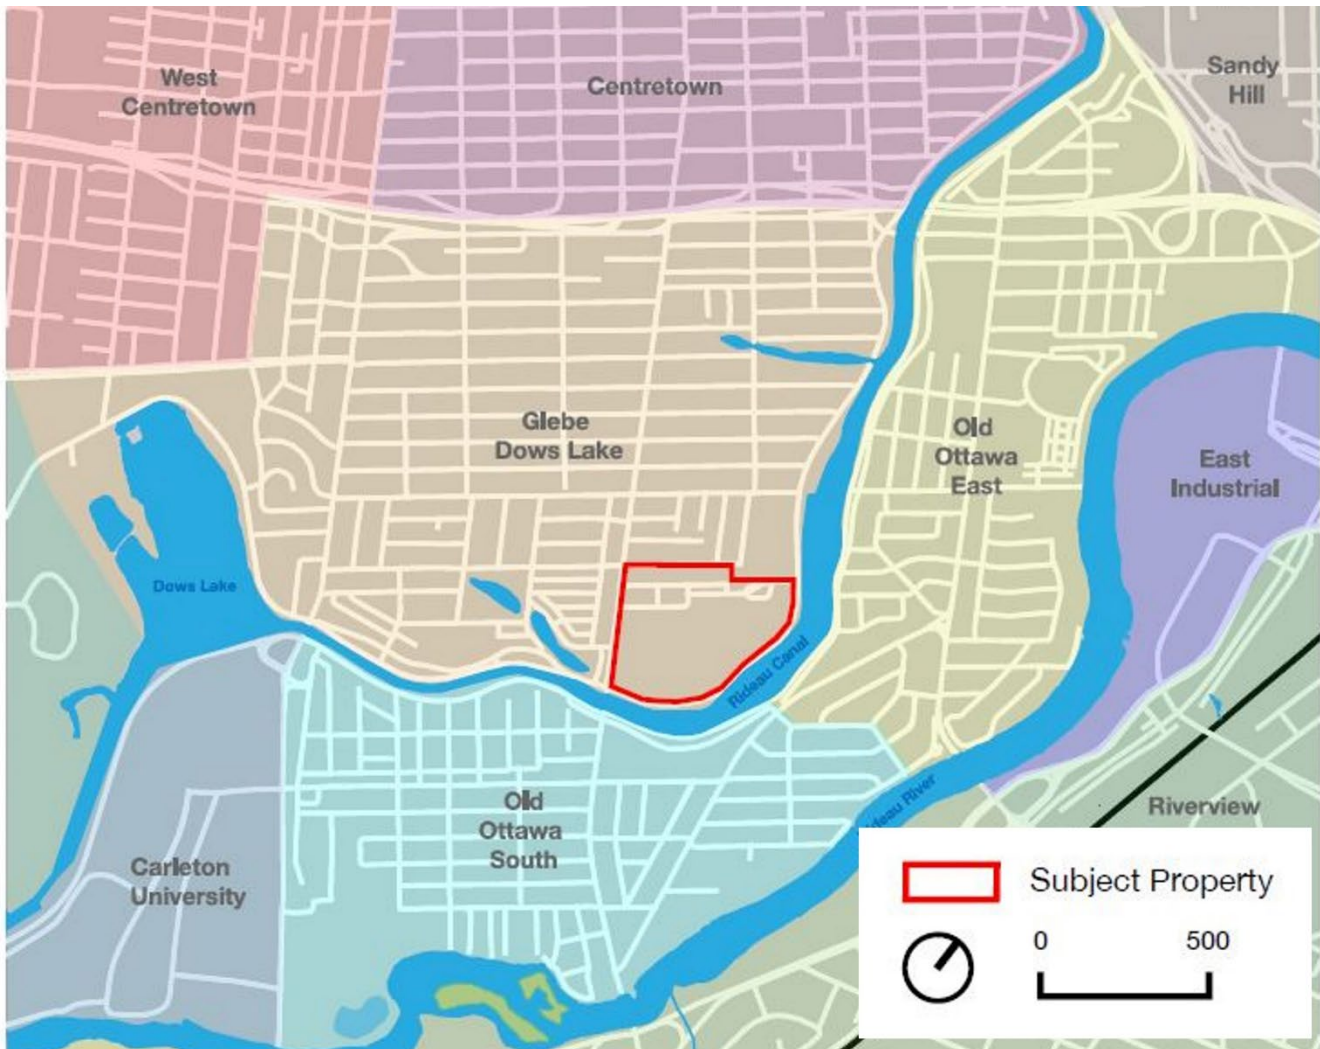 West
Centretown
Centretown
Sandy
Hill
Glebe
Dows Lake
Old
Ottawa
East
East
Industrial
Dows Lake
Rideau Canal
Old
Ottawa
South
Rideau River
Riverview
Carleton
University
Subject Property
0 500